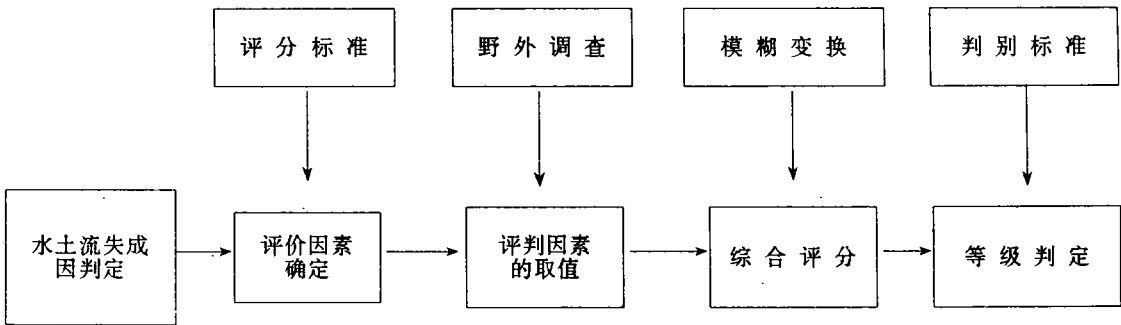 评分标准
野外调查
模糊变换
判别标准
水土流失成
因判定
评价因素
确定
评判因素
的取值
综合评分
等级判定